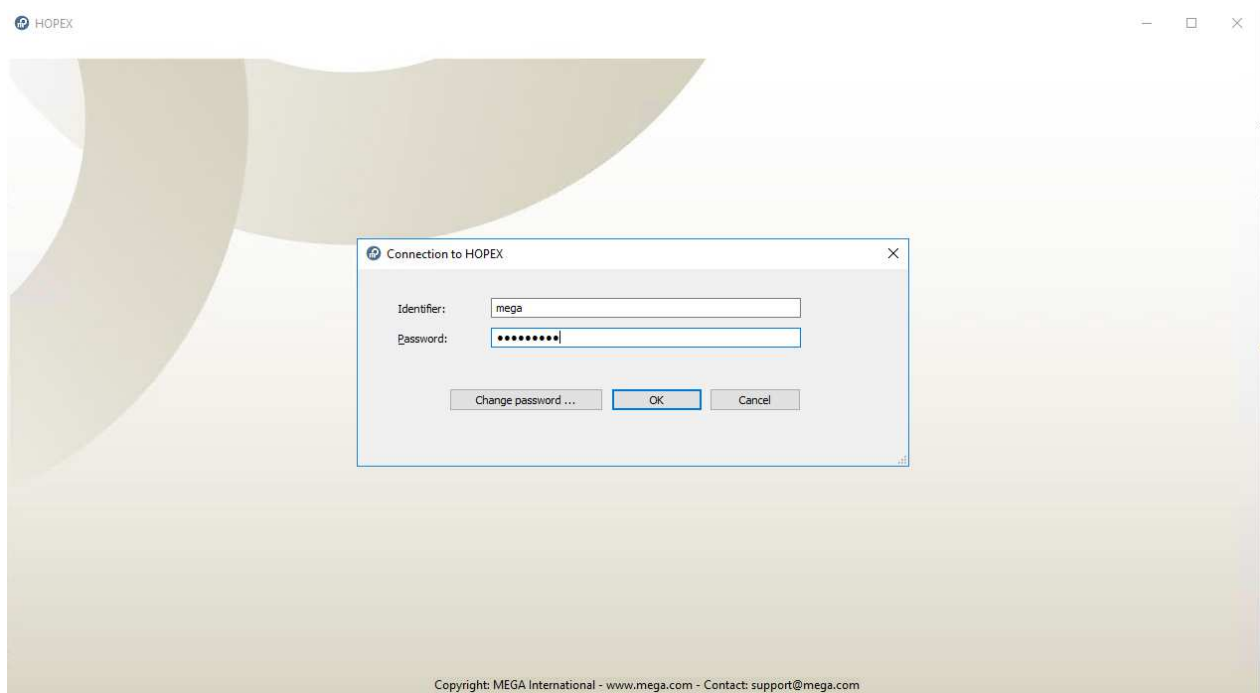 HOPEX
Connection to HOPEX
Identifier: mega
Password: •••••••••
Change password ... OK Cancel
Copyright: MEGA International - www.mega.com - Contact: support@mega.com